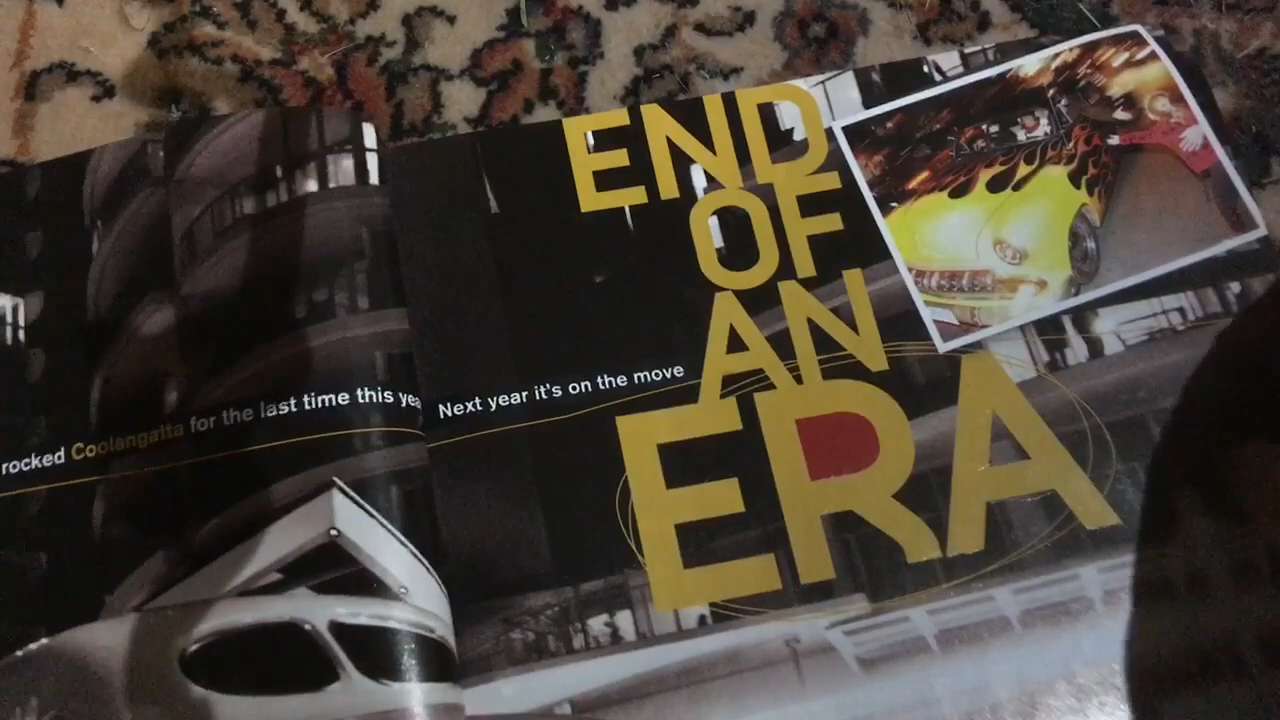 END
OF
AN
ERA
rocked Coolangatta for the last time this yea
Next year it's on the move